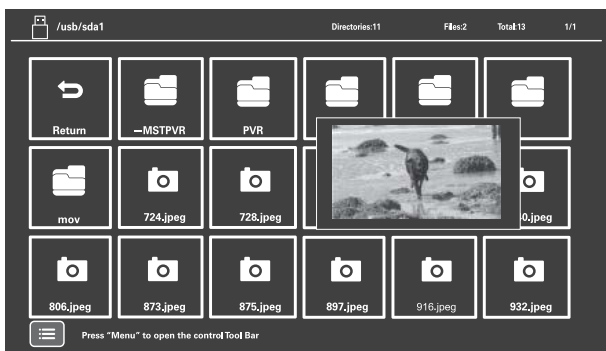 /usb/sda1 Directories:11 Files:2 Total:13 1/1
Return —MSTPVR PVR
mov 724.jpeg 728.jpeg 0.jpeg
806.jpeg 873.jpeg 875.jpeg 897.jpeg 916.jpeg 932.jpeg
Press "Menu" to open the control Tool Bar